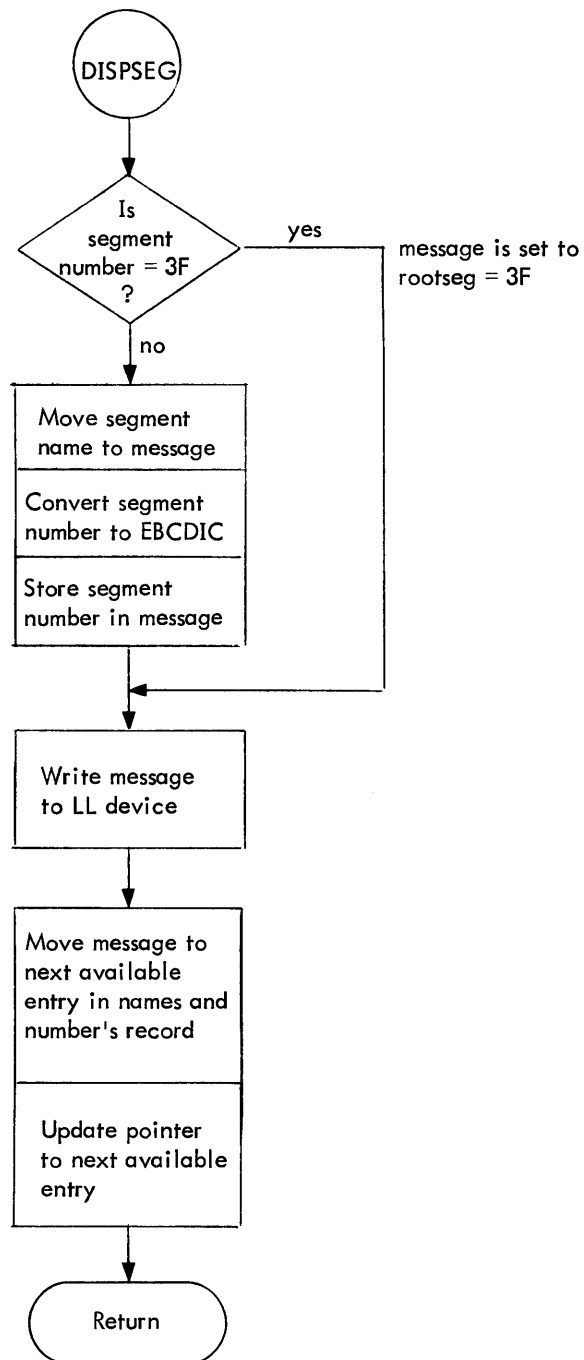 DISPSEG
Is
segment
number = 3F
?
yes
message is set to
rootseg = 3F
no
Move segment
name to message
Convert segment
number to EBCDIC
Store segment
number in message
Write message
to LL device
Move message to
next available
entry in names and
number's record
Update pointer
to next available
entry
Return